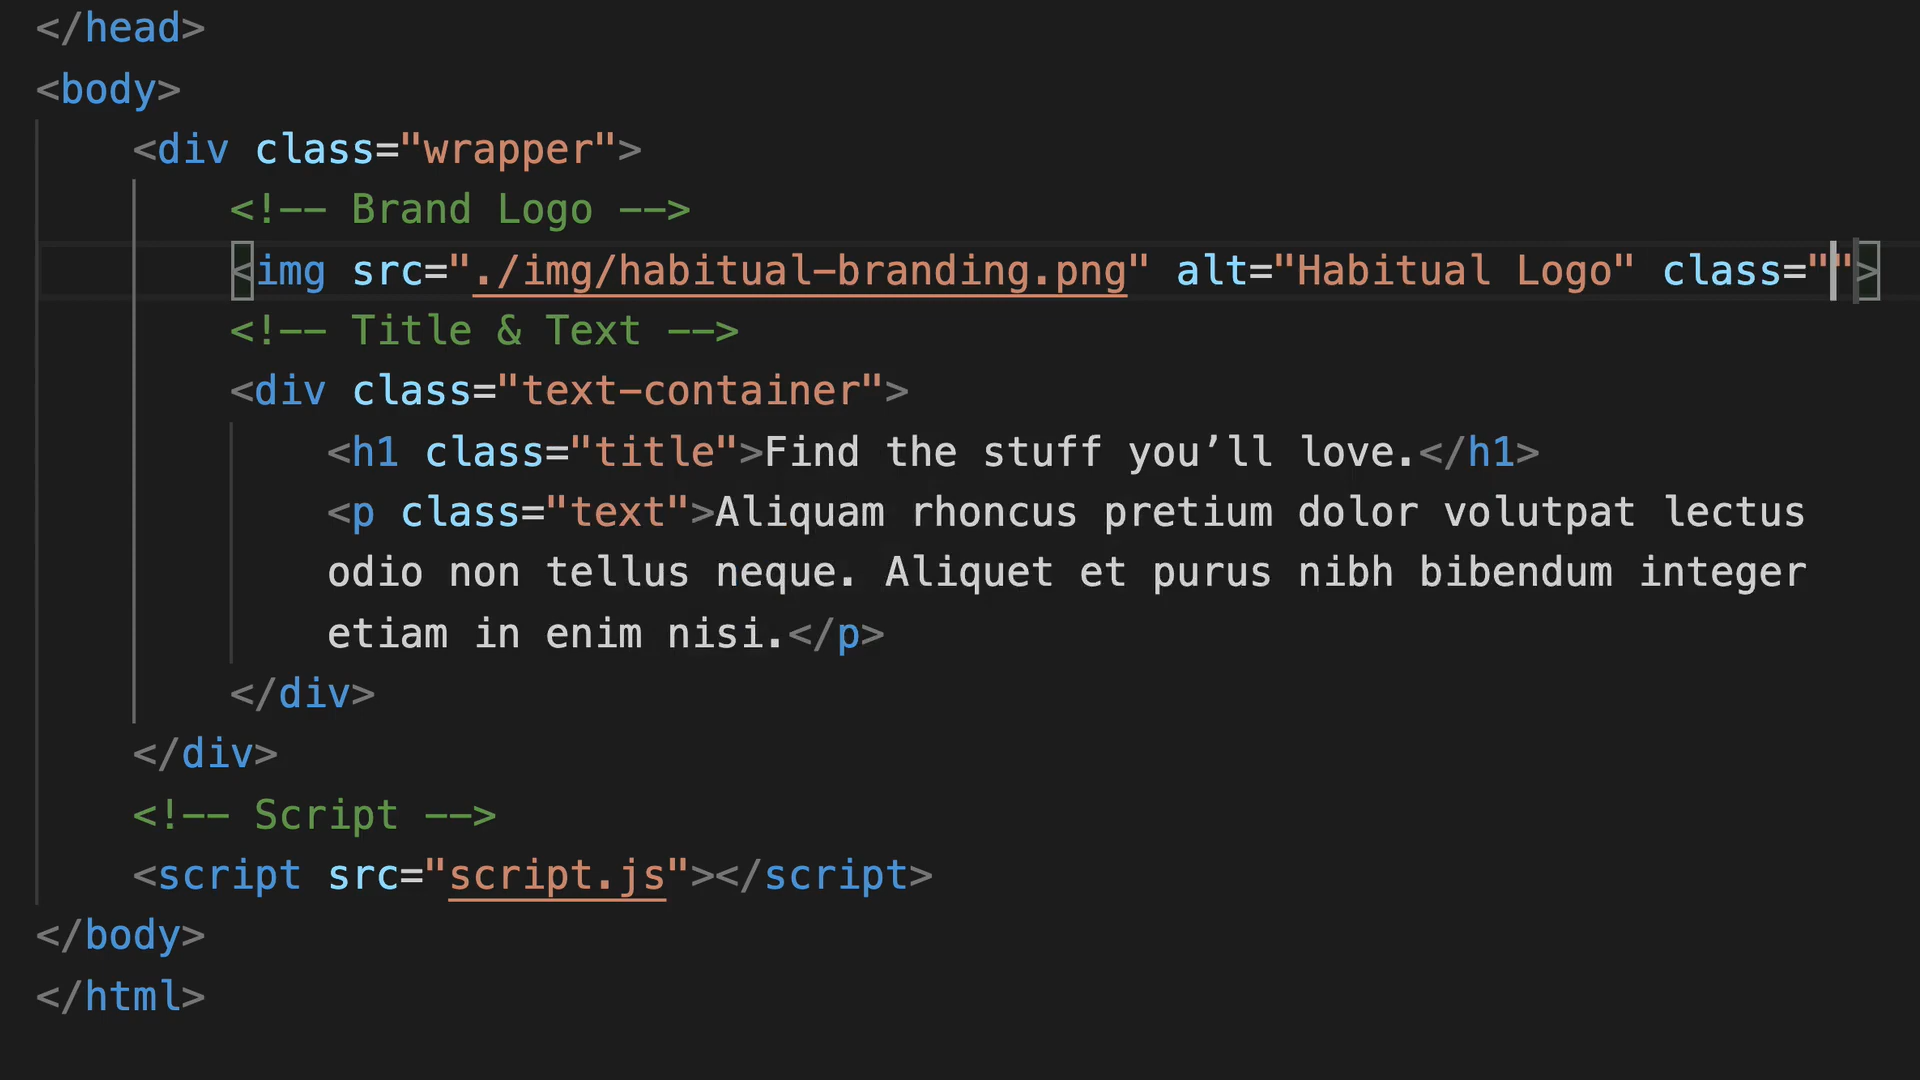 </head>
<body>
<div class="wrapper">
<!-- Brand Logo -->
<img src="./img/habitual-branding.png" alt="Habitual Logo" class="">
<!-- Title & Text -->
<div class="text-container">
<h1 class="title">Find the stuff you’ll love.</h1>
<p class="text">Aliquam rhoncus pretium dolor volutpat lectus
odio non tellus neque. Aliquet et purus nibh bibendum integer
etiam in enim nisi.</p>
</div>
</div>
<!-- Script -->
<script src="script.js"></script>
</body>
</html>